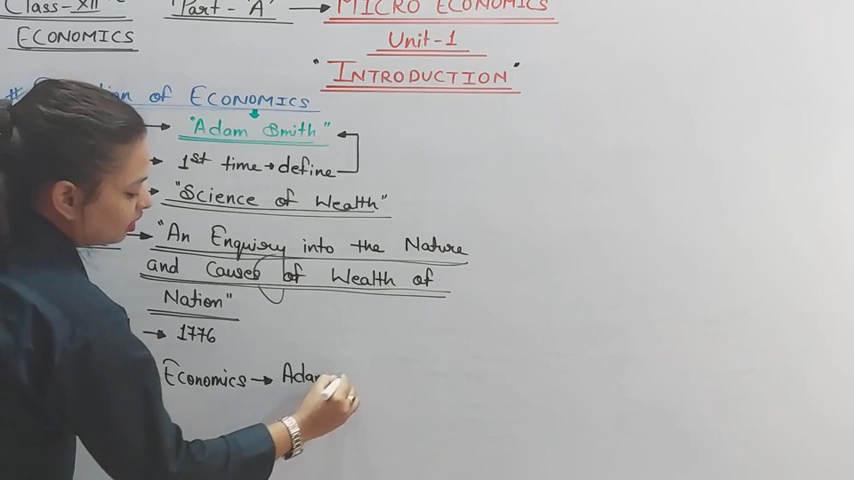 Class-XII
Part-'A' → MICRO ECONOMICS
ECONOMICS
Unit-1
"INTRODUCTION"
# of ECONOMICS
"Adam Smith"
1st time → define
"Science of Wealth"
"An Enquiry into the Nature
and Causes of Wealth of
Nation"
→ 1776
Economics → Adam